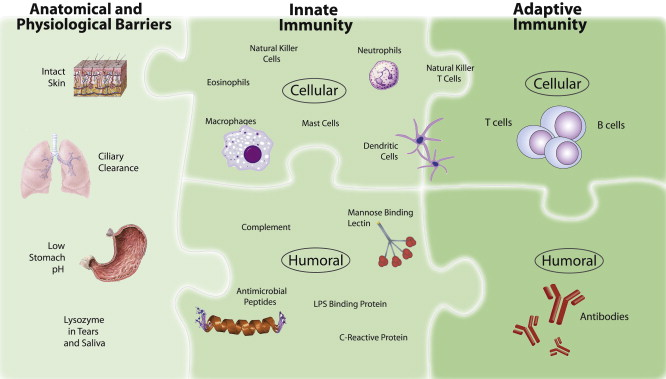 Anatomical and
Physiological Barriers
Intact
Skin
Ciliary
Clearance
Low
Stomach
pH
Lysozyme
in Tears
and Saliva
Innate
Immunity
Natural Killer
Cells
Neutrophils
Eosinophils
Cellular
Natural Killer
T Cells
Macrophages
Mast Cells
Dendritic
Cells
Complement
Mannose Binding
Lectin
Humoral
Antimicrobial
Peptides
LPS Binding Protein
C-Reactive Protein
Adaptive
Immunity
Cellular
T cells
B cells
Humoral
Antibodies